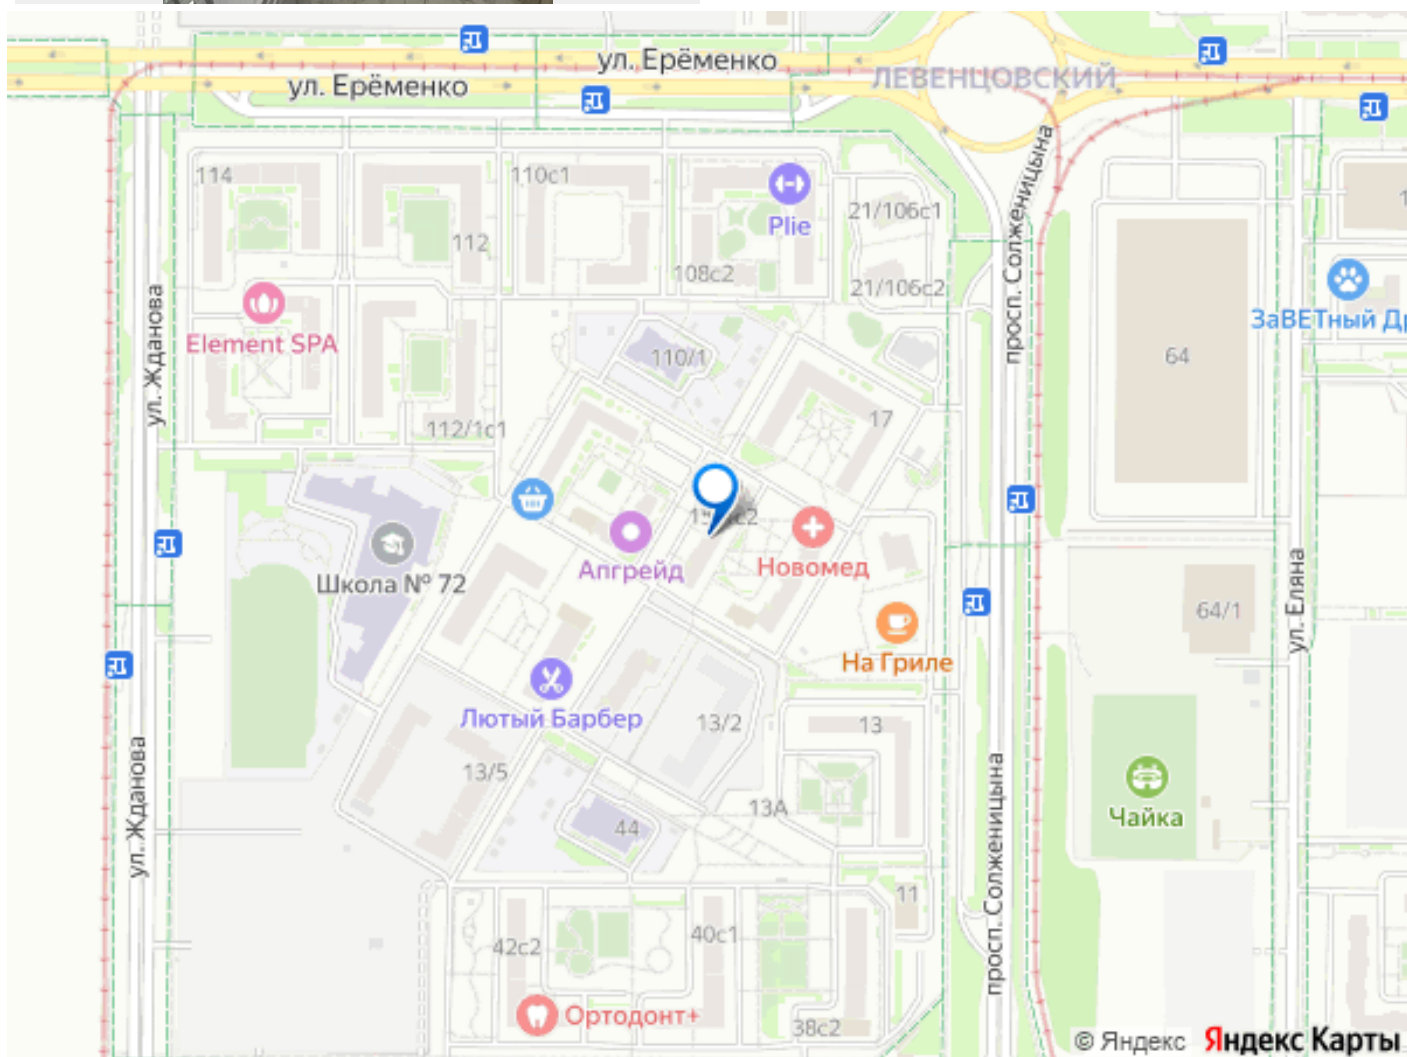 ул. Ерёменко
ул. Ерёменко
ЛЕВЕНЦОВСКИЙ
114
110с1
Plie
21/106с1
112
108с2
21/106с2
просп. Солженицына
ЗаВЕТный Др
ул. Жданова
Element SPA
110/1
64
17
112/1с1
Школа № 72
Апгрейд
Новомед
64/1
ул. Еляна
На Гриле
Лютый Барбер
13/2
13
13/5
13А
Чайка
ул. Жданова
44
просп. Солженицына
11
42с2
40с1
Ортодонт+
38с2
© Яндекс Яндекс Карты